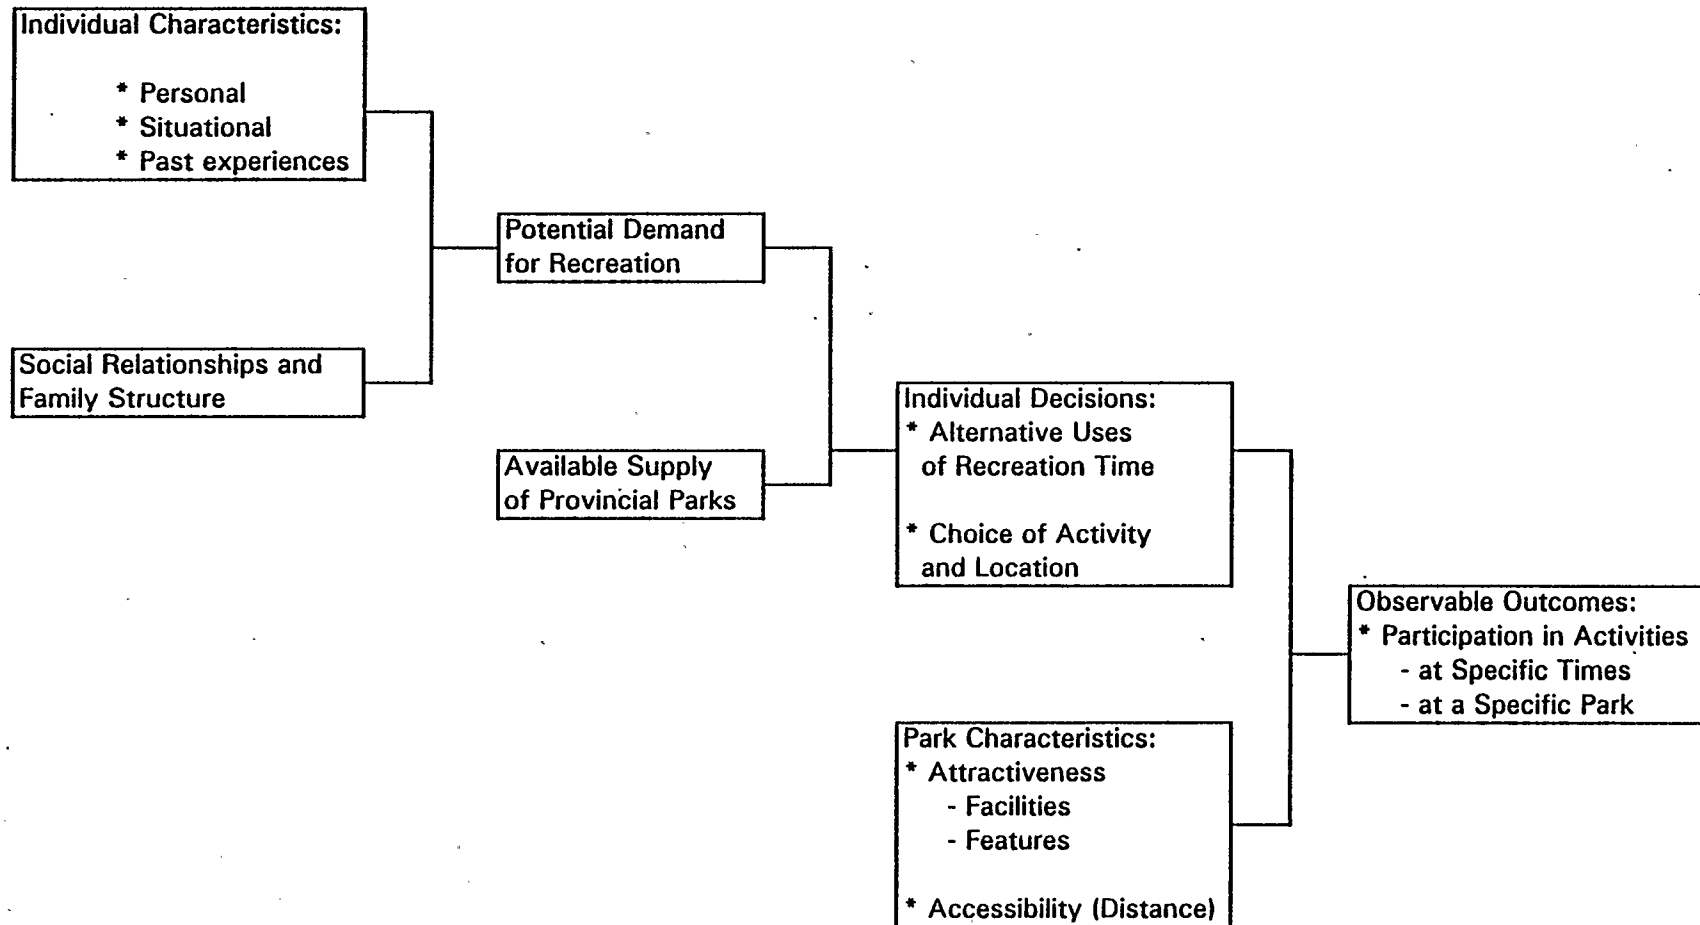 Individual Characteristics:
* Personal
* Situational
* Past experiences
Social Relationships and
Family Structure
Potential Demand
for Recreation
Available Supply
of Provincial Parks
Individual Decisions:
* Alternative Uses
of Recreation Time
* Choice of Activity
and Location
Park Characteristics:
* Attractiveness
- Facilities
- Features
* Accessibility (Distance)
Observable Outcomes:
* Participation in Activities
- at Specific Times
- at a Specific Park